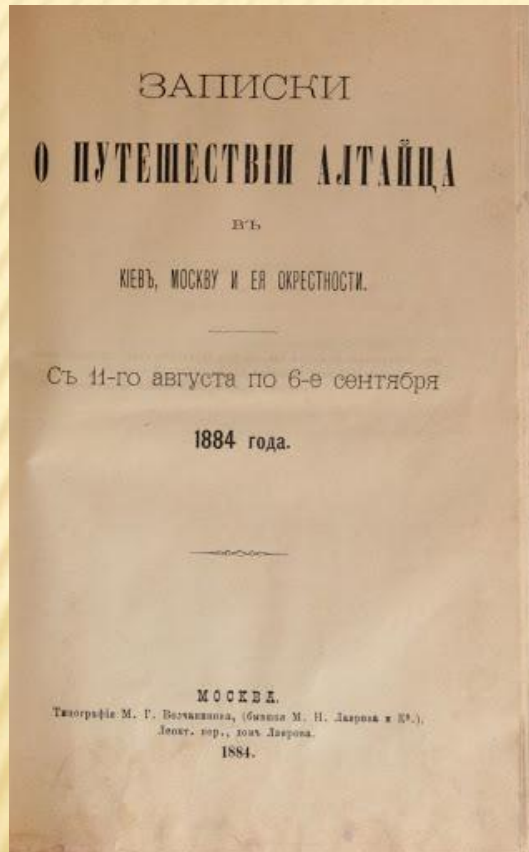 ЗАПИСКИ
О ПУТЕШЕСТВІИ АЛТАЙЦА
ВЪ
КІЕВЪ, МОСКВУ И ЕЯ ОКРЕСТНОСТИ.
Съ 11-го августа по 6-е сентября
1884 года.
МОСКВА.
Типографія М. Г. Волчанинова, (бывшая М. Н. Лаврова и Кº.),
Леонт. пер., домъ Лаврова.
1884.